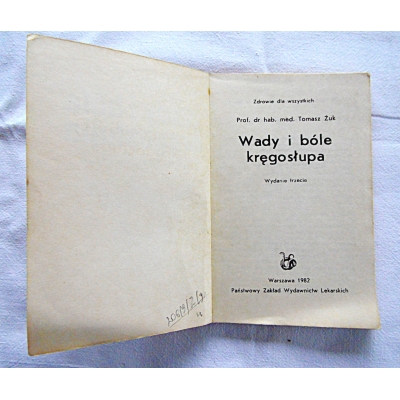 Zdrowie dla wszystkich
Prof. dr hab. med. Tomasz Żuk
Wady i bóle
kręgosłupa
Wydanie trzecie
Warszawa 1982
Państwowy Zakład Wydawnictw Lekarskich